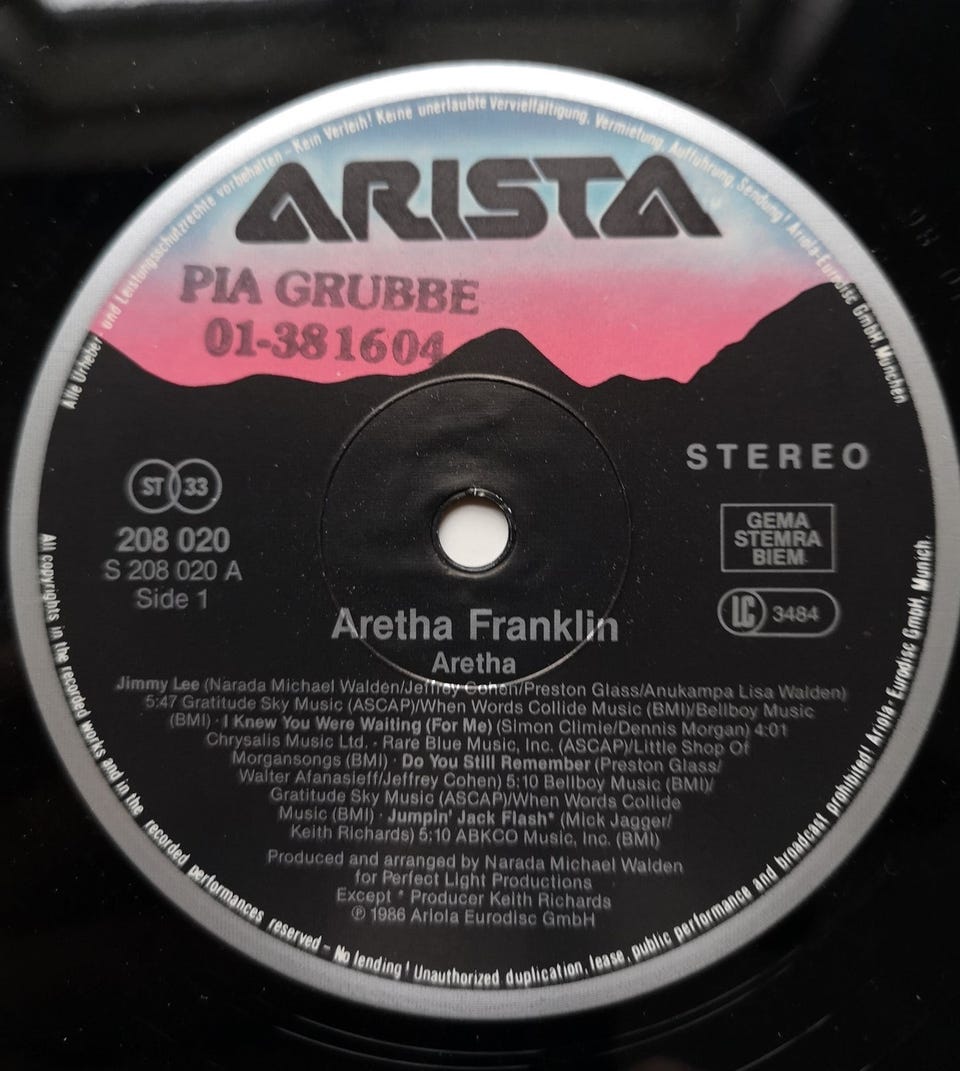 Alle Urheber- und Leistungsschutzrechte vorbehalten - Kein Verleih! Keine unerlaubte Vervielfältigung, Vermietung, Aufführung, Sendung! Ariola-Eurodisc GmbH, München
ARISTA
PIA GRUBBE
01-381604
STEREO
ST 33
208 020
S 208 020 A
Side 1
GEMA
STEMRA
BIEM
LC 3484
Aretha Franklin
Aretha
Jimmy Lee (Narada Michael Walden/Jeffrey Cohen/Preston Glass/Anukampa Lisa Walden)
5:47 Gratitude Sky Music (ASCAP)/When Words Collide Music (BMI)/Bellboy Music
(BMI) · I Knew You Were Waiting (For Me) (Simon Climie/Dennis Morgan) 4:01
Chrysalis Music Ltd. · Rare Blue Music, Inc. (ASCAP)/Little Shop Of
Morgansongs (BMI) · Do You Still Remember (Preston Glass/
Walter Afanasieff/Jeffrey Cohen) 5:10 Bellboy Music (BMI)/
Gratitude Sky Music (ASCAP)/When Words Collide
Music (BMI) · Jumpin' Jack Flash* (Mick Jagger/
Keith Richards) 5:10 ABKCO Music, Inc. (BMI)
Produced and arranged by Narada Michael Walden
for Perfect Light Productions
Except * Producer Keith Richards
℗ 1986 Ariola Eurodisc GmbH
All copyrights in the recorded works and in the recorded performances reserved - No lending! Unauthorized duplication, lease, public performance and broadcast prohibited! Ariola-Eurodisc GmbH, Munich.